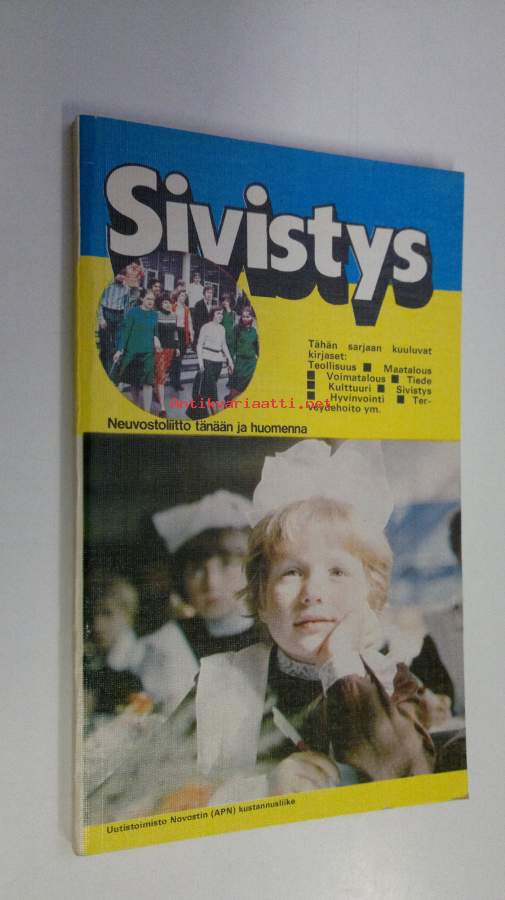 Sivistys
Tähän sarjaan kuuluvat
kirjaset:
Teollisuus ■ Maatalous
■ Voimatalous ■ Tiede
■ Kulttuuri ■ Sivistys
■ Hyvinvointi ■ Ter-
veydehoito ym.
Antikvariaatti.net
Neuvostoliitto tänään ja huomenna
Uutistoimisto Novostin (APN) kustannusliike